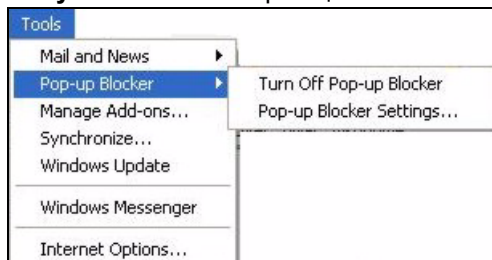 Tools
Mail and News
Pop-up Blocker
Turn Off Pop-up Blocker
Manage Add-ons...
Pop-up Blocker Settings...
Synchronize...
Windows Update
Windows Messenger
Internet Options...